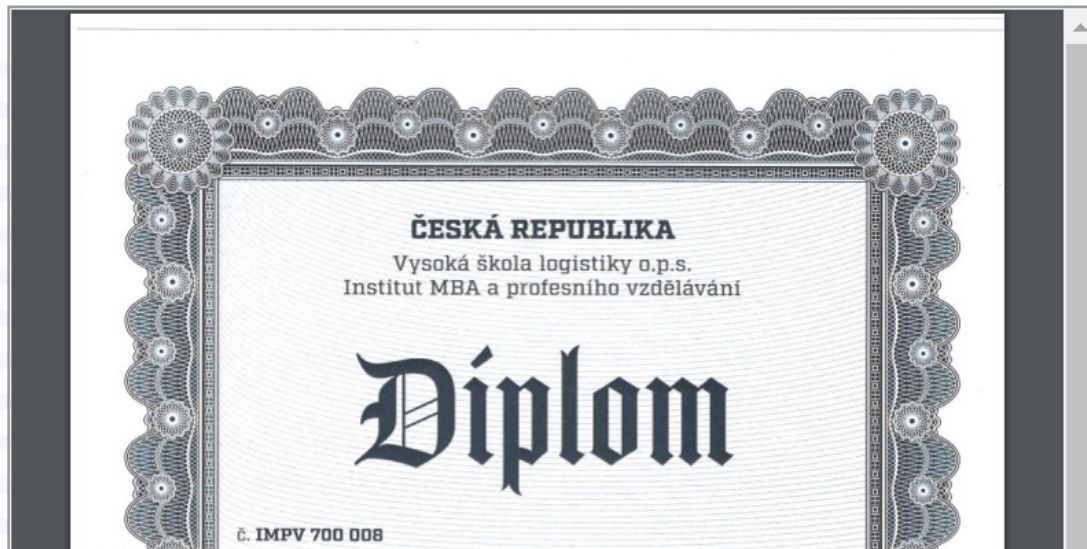 ČESKÁ REPUBLIKA
Vysoká škola logistiky o.p.s.
Institut MBA a profesního vzdělávání
Diplom
č. IMPV 700 008